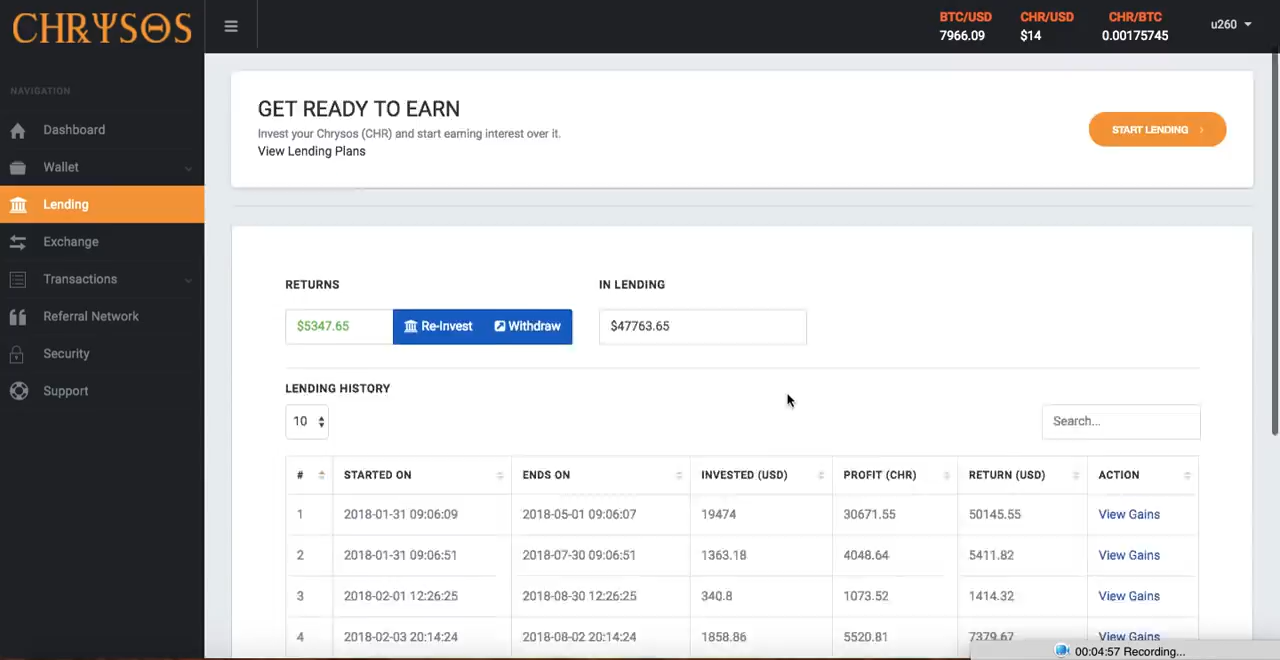 CHRYSOS
BTC/USD CHR/USD CHR/BTC
7966.09 $14 0.00175745
u260
NAVIGATION
Dashboard
Wallet
Lending
Exchange
Transactions
Referral Network
Security
Support
GET READY TO EARN
Invest your Chrysos (CHR) and start earning interest over it.
View Lending Plans
START LENDING
RETURNS IN LENDING
$5347.65 Re-Invest Withdraw $47763.65
LENDING HISTORY
10 Search...
# STARTED ON ENDS ON INVESTED (USD) PROFIT (CHR) RETURN (USD) ACTION
1 2018-01-31 09:06:09 2018-05-01 09:06:07 19474 30671.55 50145.55 View Gains
2 2018-01-31 09:06:51 2018-07-30 09:06:51 1363.18 4048.64 5411.82 View Gains
3 2018-02-01 12:26:25 2018-08-30 12:26:25 340.8 1073.52 1414.32 View Gains
4 2018-02-03 20:14:24 2018-08-02 20:14:24 1858.86 5520.81 7379.67 View Gains
00:04:57 Recording...